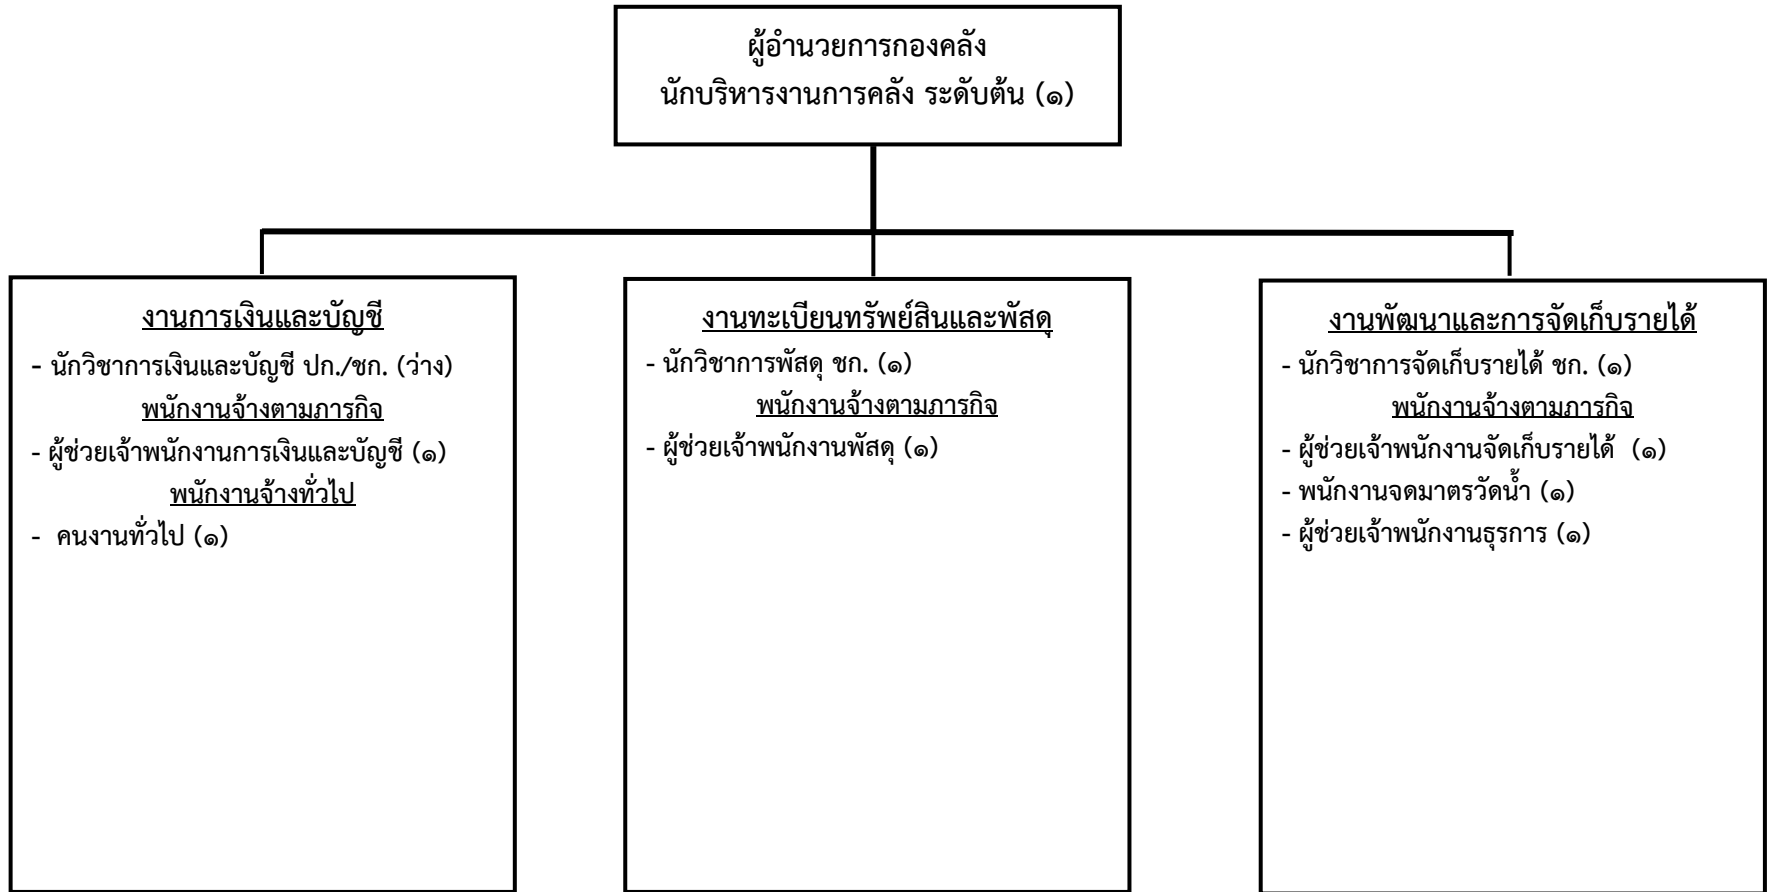 ผู้อำนวยการกองคลัง
นักบริหารงานการคลัง ระดับต้น (๑)
งานการเงินและบัญชี
- นักวิชาการเงินและบัญชี ปก./ชก. (ว่าง)
พนักงานจ้างตามภารกิจ
- ผู้ช่วยเจ้าพนักงานการเงินและบัญชี (๑)
พนักงานจ้างทั่วไป
- คนงานทั่วไป (๑)
งานทะเบียนทรัพย์สินและพัสดุ
- นักวิชาการพัสดุ ชก. (๑)
พนักงานจ้างตามภารกิจ
- ผู้ช่วยเจ้าพนักงานพัสดุ (๑)
งานพัฒนาและการจัดเก็บรายได้
- นักวิชาการจัดเก็บรายได้ ชก. (๑)
พนักงานจ้างตามภารกิจ
- ผู้ช่วยเจ้าพนักงานจัดเก็บรายได้ (๑)
- พนักงานจดมาตรวัดน้ำ (๑)
- ผู้ช่วยเจ้าพนักงานธุรการ (๑)